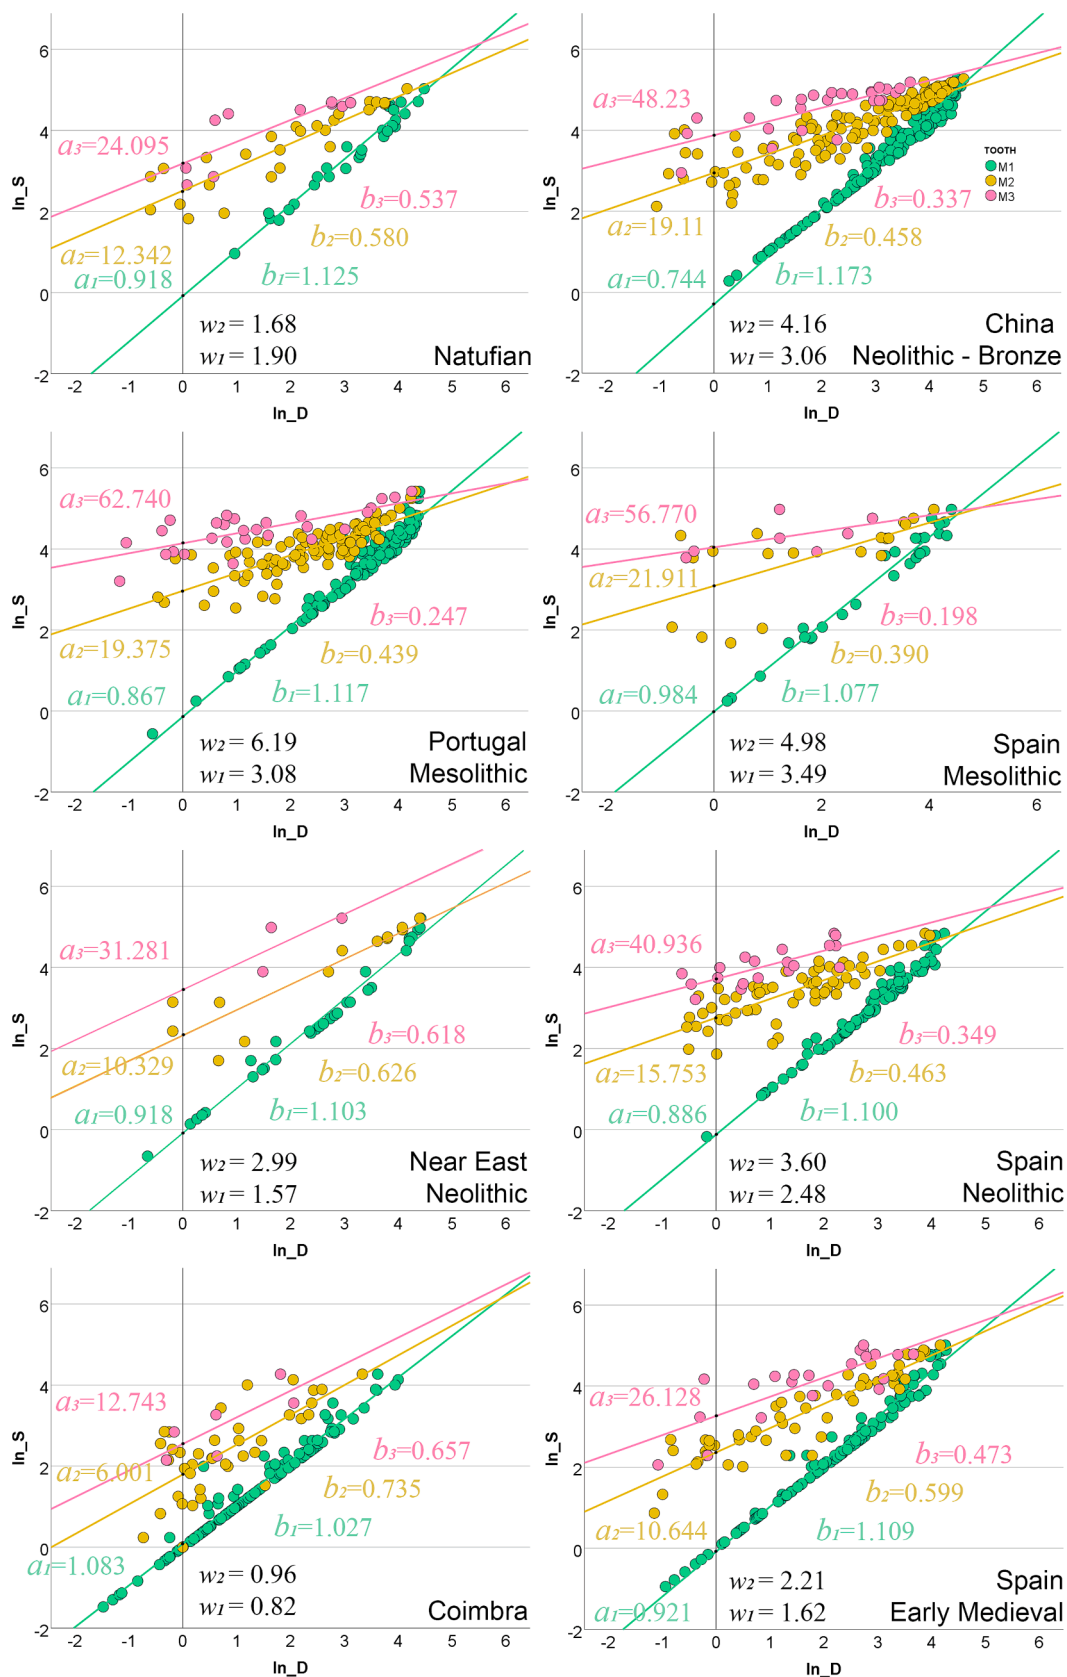 6
4
2
0
-2
ln_S
a₃=24.095
a₂=12.342
a₁=0.918
b₃=0.537
b₂=0.580
b₁=1.125
w₂ = 1.68
w₁ = 1.90
Natufian
-2 -1 0 1 2 3 4 5 6
ln_D
6
4
2
0
-2
ln_S
a₃=48.23
TOOTH
M1
M2
M3
b₃=0.337
a₂=19.11
b₂=0.458
a₁=0.744
b₁=1.173
w₂ = 4.16
w₁ = 3.06
China
Neolithic - Bronze
-2 -1 0 1 2 3 4 5 6
ln_D
6
4
2
0
-2
ln_S
a₃=62.740
b₃=0.247
a₂=19.375
b₂=0.439
a₁=0.867
b₁=1.117
w₂ = 6.19
w₁ = 3.08
Portugal
Mesolithic
-2 -1 0 1 2 3 4 5 6
ln_D
6
4
2
0
-2
ln_S
a₃=56.770
a₂=21.911
b₃=0.198
b₂=0.390
a₁=0.984
b₁=1.077
w₂ = 4.98
w₁ = 3.49
Spain
Mesolithic
-2 0 2 4 6
ln_D
6
4
2
0
-2
ln_S
a₃=31.281
b₃=0.618
a₂=10.329
b₂=0.626
a₁=0.918
b₁=1.103
w₂ = 2.99
w₁ = 1.57
Near East
Neolithic
-2 -1 0 1 2 3 4 5 6
ln_D
6
4
2
0
-2
ln_S
a₃=40.936
b₃=0.349
a₂=15.753
b₂=0.463
a₁=0.886
b₁=1.100
w₂ = 3.60
w₁ = 2.48
Spain
Neolithic
-2 -1 0 1 2 3 4 5 6
ln_D
6
4
2
0
-2
ln_S
a₃=12.743
b₃=0.657
a₂=6.001
b₂=0.735
b₁=1.027
a₁=1.083
w₂ = 0.96
w₁ = 0.82
Coimbra
-2 -1 0 1 2 3 4 5 6
ln_D
6
4
2
0
-2
ln_S
a₃=26.128
b₃=0.473
b₂=0.599
a₂=10.644
b₁=1.109
w₂ = 2.21
w₁ = 1.62
a₁=0.921
Spain
Early Medieval
-2 -1 0 1 2 3 4 5 6
ln_D